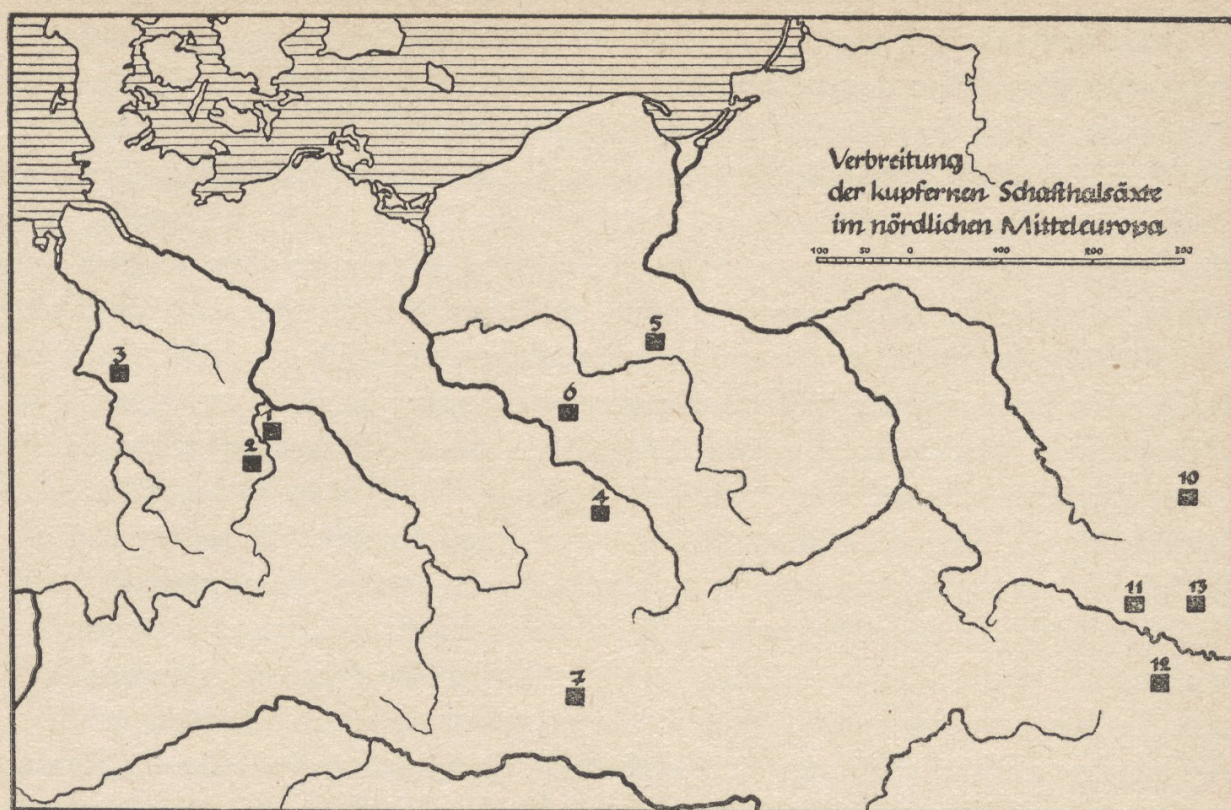 Verbreitung
der kupfernen Schafthalsäxte
im nördlichen Mitteleuropa
100 50 0 100 200 300
5
3
6
1
2
10
4
11 13
12
7